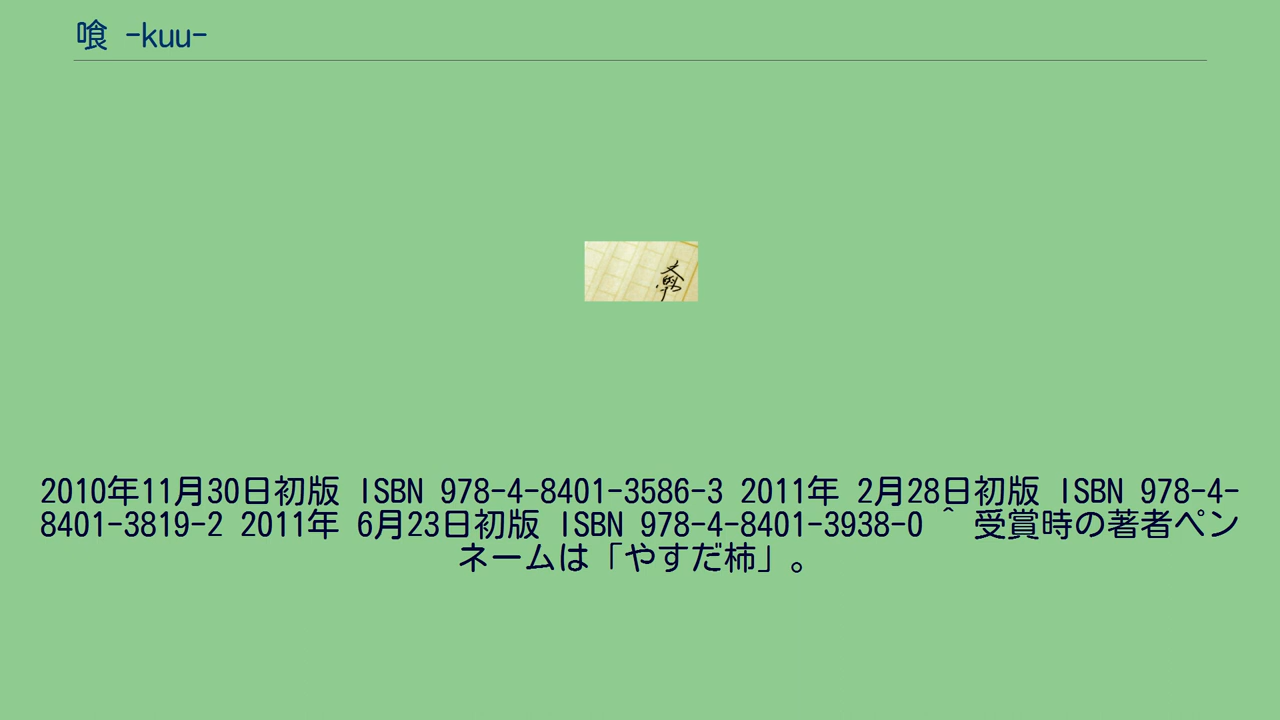 喰 -kuu-
2010年11月30日初版 ISBN 978-4-8401-3586-3 2011年 2月28日初版 ISBN 978-4-
8401-3819-2 2011年 6月23日初版 ISBN 978-4-8401-3938-0 ^ 受賞時の著者ペン
ネームは「やすだ柿」。